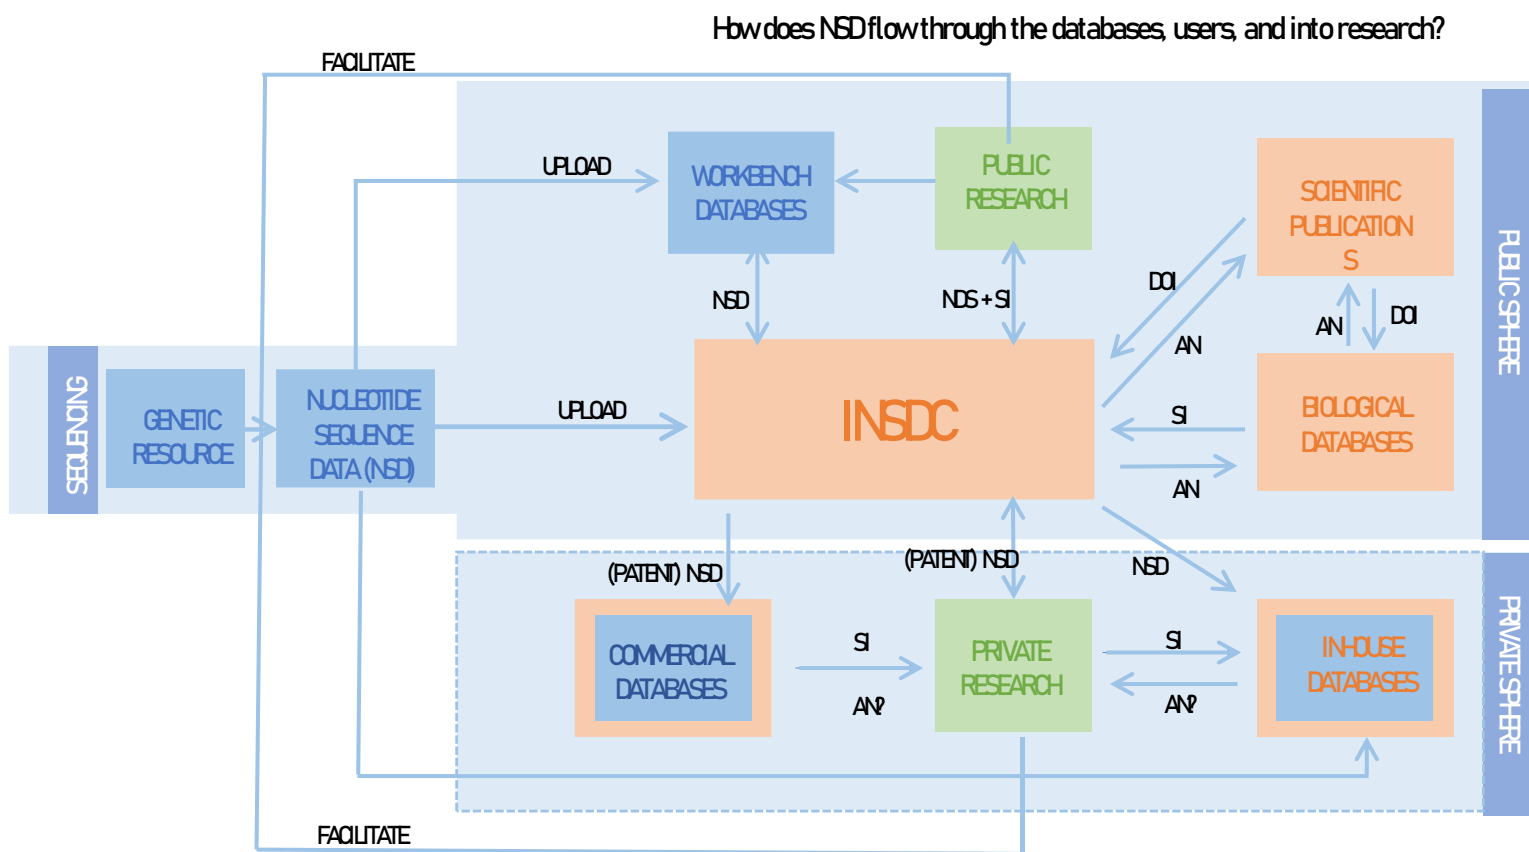 How does NSD flow through the databases, users, and into research?
FACILITATE
UPLOAD
WORKBENCH
DATABASES
PUBLIC
RESEARCH
SCIENTIFIC
PUBLICATION
S
PUBLIC SPHERE
NSD
NDS + SI
DOI
AN
AN
DOI
SEQUENCING
GENETIC
RESOURCE
NUCLEOTIDE
SEQUENCE
DATA (NSD)
UPLOAD
INSDC
SI
AN
BIOLOGICAL
DATABASES
(PATENT) NSD
(PATENT) NSD
NSD
PRIVATE SPHERE
COMMERCIAL
DATABASES
SI
AN?
PRIVATE
RESEARCH
SI
AN?
IN-HOUSE
DATABASES
FACILITATE